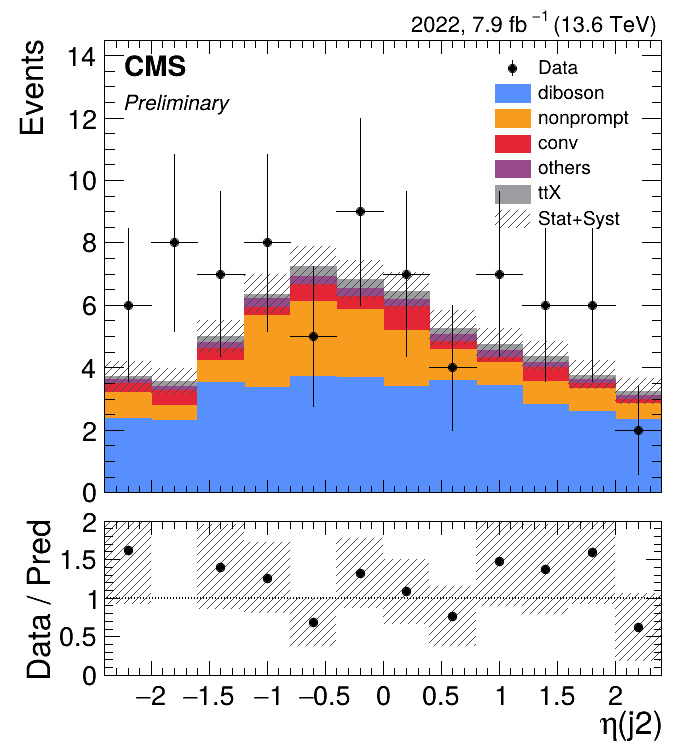 2022, 7.9 fb⁻¹ (13.6 TeV)
CMS
Preliminary
Data
diboson
nonprompt
conv
others
ttX
Stat+Syst
Events
14
12
10
8
6
4
2
0
Data / Pred
2
1.5
1
0.5
0
−2 −1.5 −1 −0.5 0 0.5 1 1.5 2
η(j2)